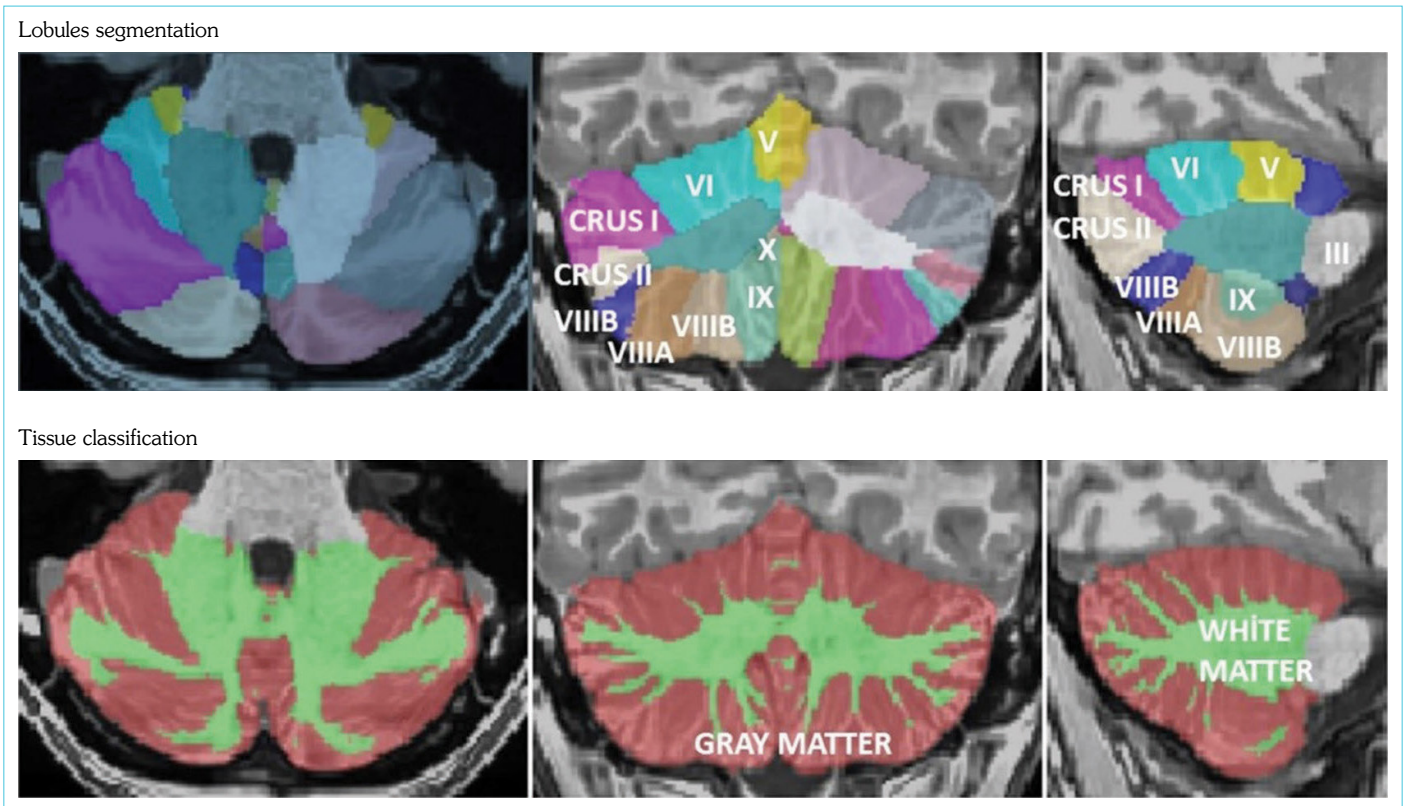 Lobules segmentation
V
VI
CRUS I
X
CRUS II
IX
VIIIB
VIIIB
VIIIA
VI
V
CRUS I
CRUS II
III
VIIIB
IX
VIIIA
VIIIB
Tissue classification
WHİTE
MATTER
GRAY MATTER